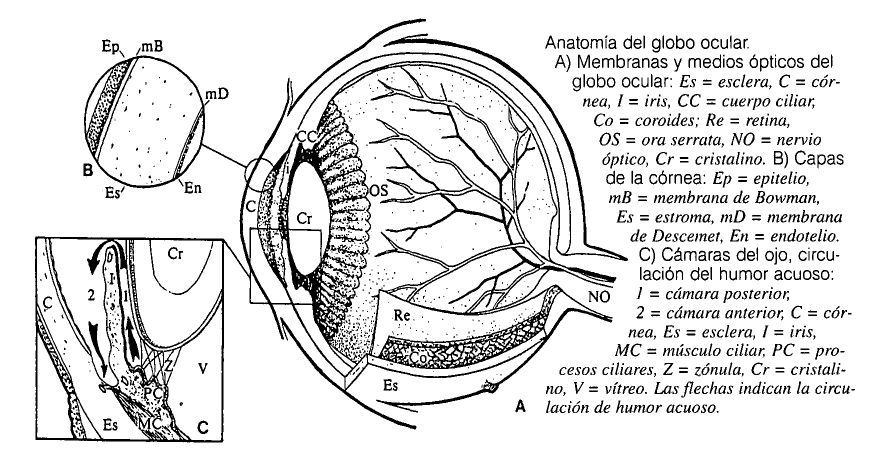 Ep
mB
mD
B
Es
En
CC
OS
C
Cr
Re
NO
Co
Es
A
Cr
2
1
I
C
Z
V
PC
MC
Es
C
Anatomía del globo ocular.
A) Membranas y medios ópticos del
globo ocular: Es = esclera, C = cór-
nea, I = iris, CC = cuerpo ciliar,
Co = coroides; Re = retina,
OS = ora serrata, NO = nervio
óptico, Cr = cristalino. B) Capas
de la córnea: Ep = epitelio,
mB = membrana de Bowman,
Es = estroma, mD = membrana
de Descemet, En = endotelio.
C) Cámaras del ojo, circu-
lación del humor acuoso:
1 = cámara posterior,
2 = cámara anterior, C = cór-
nea, Es = esclera, I = iris,
MC = músculo ciliar, PC = pro-
cesos ciliares, Z = zónula, Cr = cristali-
no, V = vítreo. Las flechas indican la circu-
lación de humor acuoso.